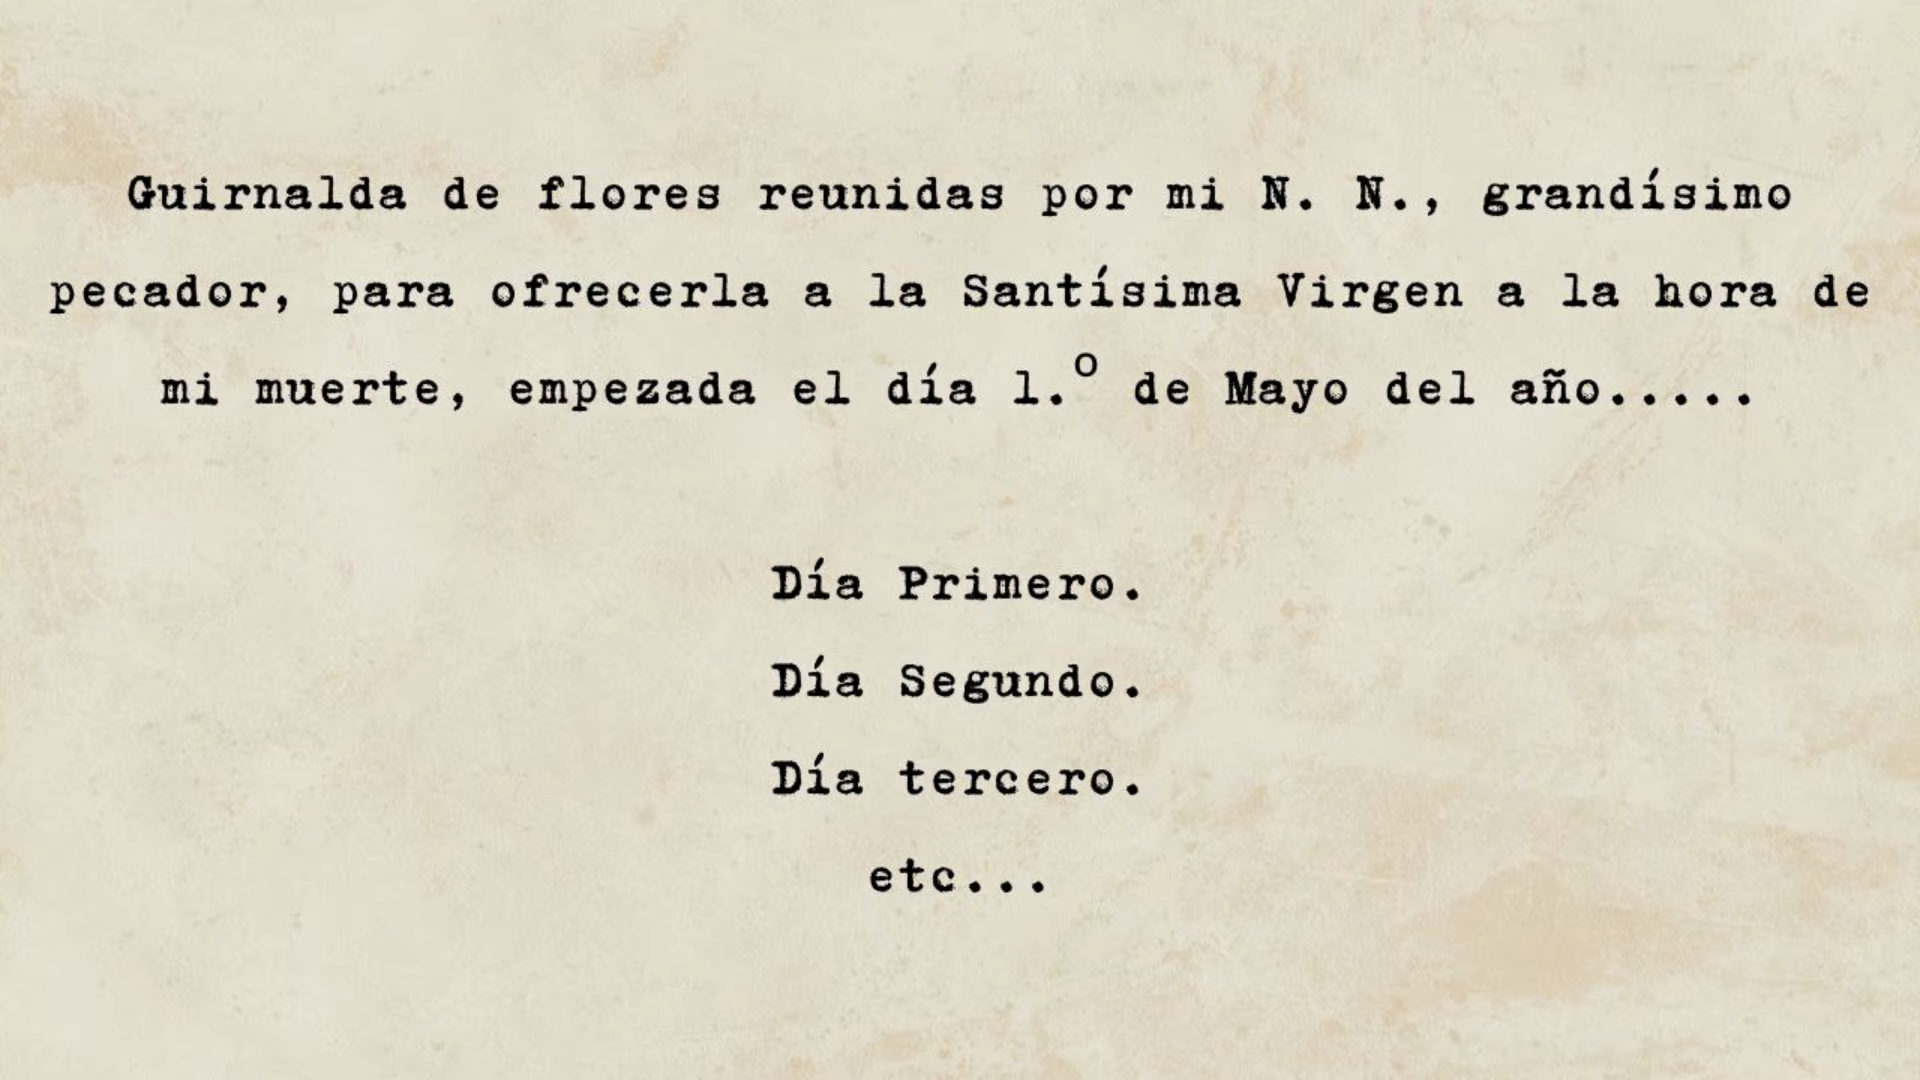 Guirnalda de flores reunidas por mi N. N., grandísimo
pecador, para ofrecerla a la Santísima Virgen a la hora de
mi muerte, empezada el día 1.º de Mayo del año.....
Día Primero.
Día Segundo.
Día tercero.
etc...